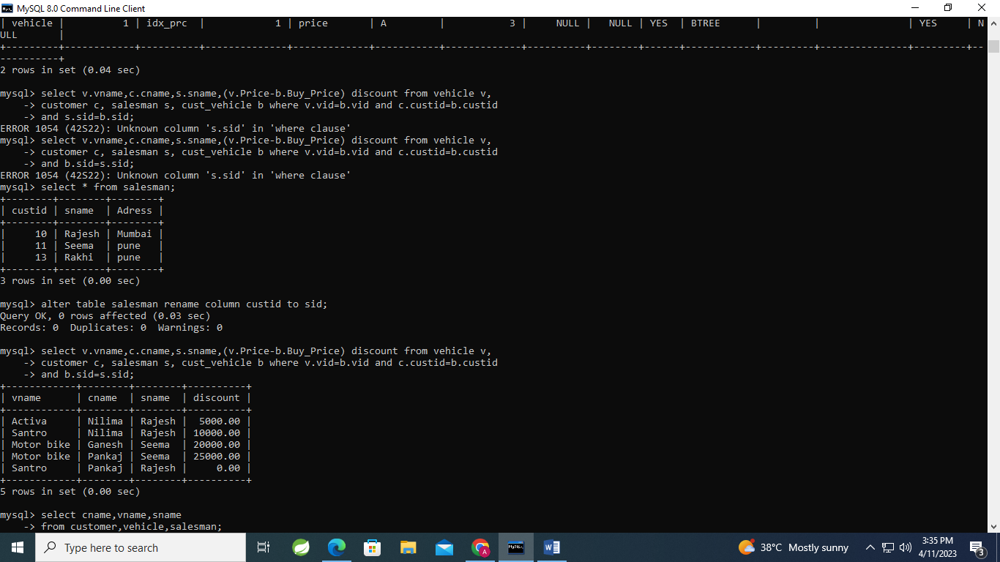 MySQL 8.0 Command Line Client
| vehicle |          1 | idx_prc  |            1 | price       | A         |           3 |     NULL |   NULL | YES  | BTREE      |         |               | YES     | N
ULL       |
+---------+------------+----------+--------------+-------------+-----------+-------------+----------+--------+------+------------+---------+---------------+---------+--
----------+
2 rows in set (0.04 sec)
mysql> select v.vname,c.cname,s.sname,(v.Price-b.Buy_Price) discount from vehicle v,
    -> customer c, salesman s, cust_vehicle b where v.vid=b.vid and c.custid=b.custid
    -> and s.sid=b.sid;
ERROR 1054 (42S22): Unknown column 's.sid' in 'where clause'
mysql> select v.vname,c.cname,s.sname,(v.Price-b.Buy_Price) discount from vehicle v,
    -> customer c, salesman s, cust_vehicle b where v.vid=b.vid and c.custid=b.custid
    -> and b.sid=s.sid;
ERROR 1054 (42S22): Unknown column 's.sid' in 'where clause'
mysql> select * from salesman;
+--------+--------+--------+
| custid | sname  | Adress |
+--------+--------+--------+
|     10 | Rajesh | Mumbai |
|     11 | Seema  | pune   |
|     13 | Rakhi  | pune   |
+--------+--------+--------+
3 rows in set (0.00 sec)
mysql> alter table salesman rename column custid to sid;
Query OK, 0 rows affected (0.03 sec)
Records: 0  Duplicates: 0  Warnings: 0
mysql> select v.vname,c.cname,s.sname,(v.Price-b.Buy_Price) discount from vehicle v,
    -> customer c, salesman s, cust_vehicle b where v.vid=b.vid and c.custid=b.custid
    -> and b.sid=s.sid;
+------------+--------+--------+----------+
| vname      | cname  | sname  | discount |
+------------+--------+--------+----------+
| Activa     | Nilima | Rajesh |  5000.00 |
| Santro     | Nilima | Rajesh | 10000.00 |
| Motor bike | Ganesh | Seema  | 20000.00 |
| Motor bike | Pankaj | Seema  | 25000.00 |
| Santro     | Pankaj | Rajesh |     0.00 |
+------------+--------+--------+----------+
5 rows in set (0.00 sec)
mysql> select cname,vname,sname
    -> from customer,vehicle,salesman;
Type here to search
38°C Mostly sunny
3:35 PM
4/11/2023
3